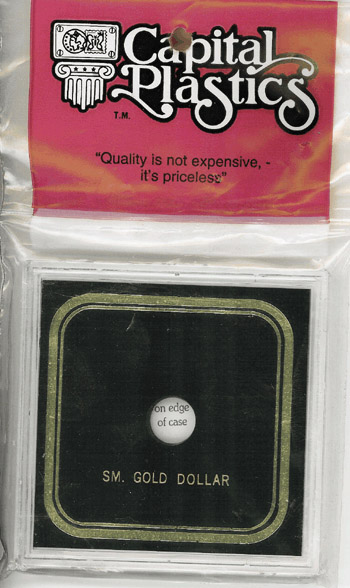 Capital
Plastics
T.M.
"Quality is not expensive, -
it's priceless"
on edge
of case
SM. GOLD DOLLAR